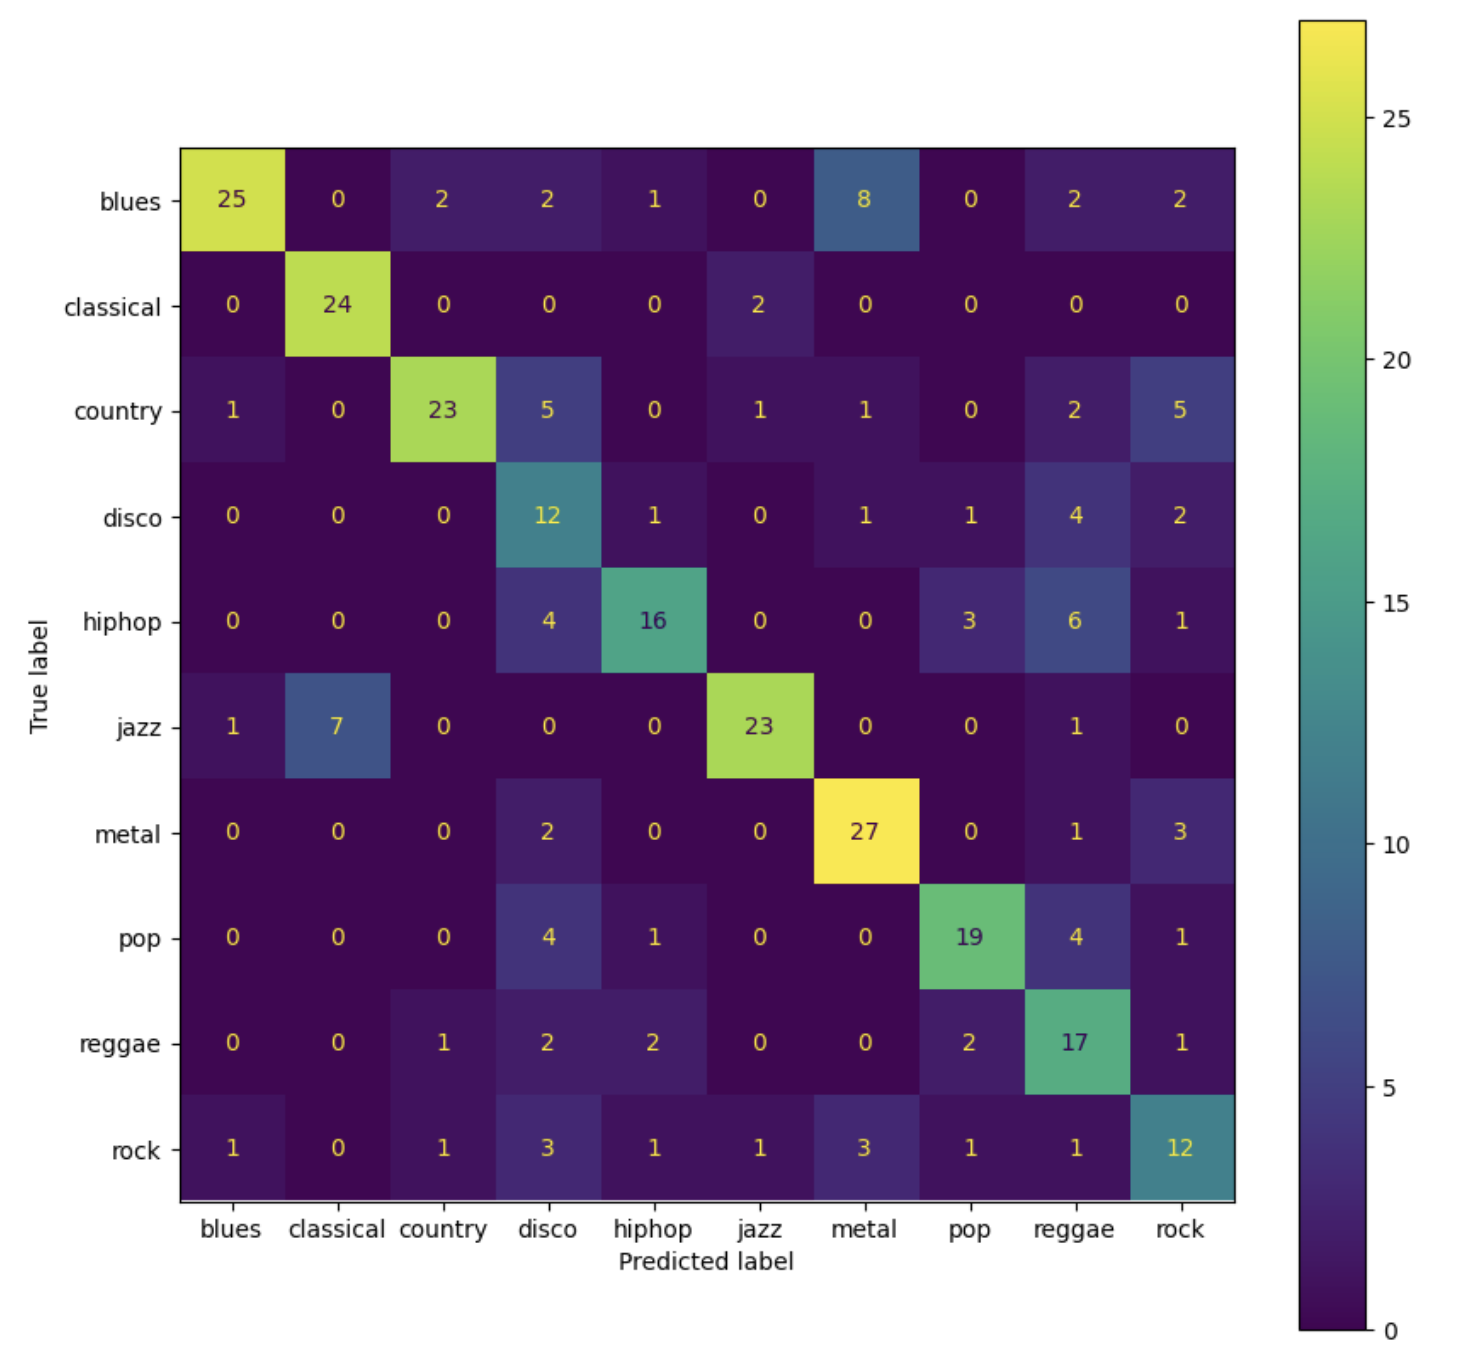 blues 25 0 2 2 1 0 8 0 2 2
classical 0 24 0 0 0 2 0 0 0 0
country 1 0 23 5 0 1 1 0 2 5
disco 0 0 0 12 1 0 1 1 4 2
hiphop 0 0 0 4 16 0 0 3 6 1
jazz 1 7 0 0 0 23 0 0 1 0
metal 0 0 0 2 0 0 27 0 1 3
pop 0 0 0 4 1 0 0 19 4 1
reggae 0 0 1 2 2 0 0 2 17 1
rock 1 0 1 3 1 1 3 1 1 12
blues classical country disco hiphop jazz metal pop reggae rock
Predicted label
True label
25
20
15
10
5
0